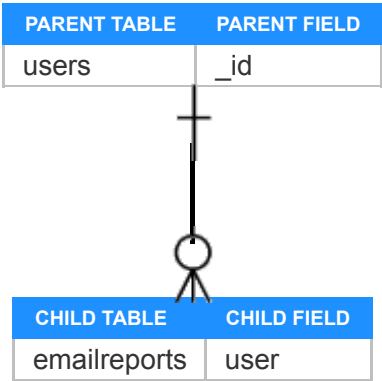 PARENT TABLE PARENT FIELD
users _id
CHILD TABLE CHILD FIELD
emailreports user